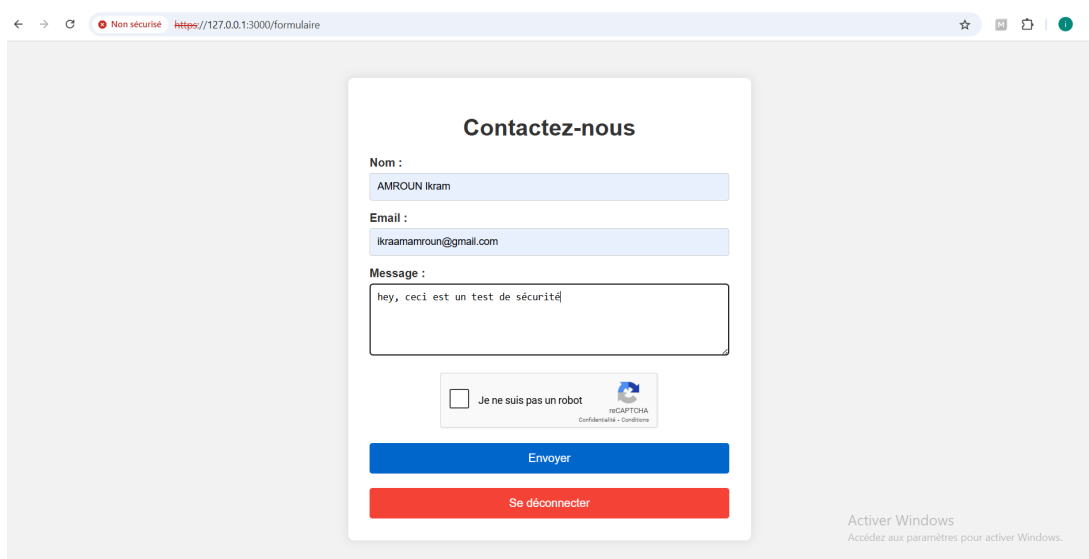 Non sécurisé https://127.0.0.1:3000/formulaire
M
i
Contactez-nous
Nom :
AMROUN Ikram
Email :
ikraamamroun@gmail.com
Message :
hey, ceci est un test de sécurité
Je ne suis pas un robot
reCAPTCHA
Confidentialité - Conditions
Envoyer
Se déconnecter
Activer Windows
Accédez aux paramètres pour activer Windows.